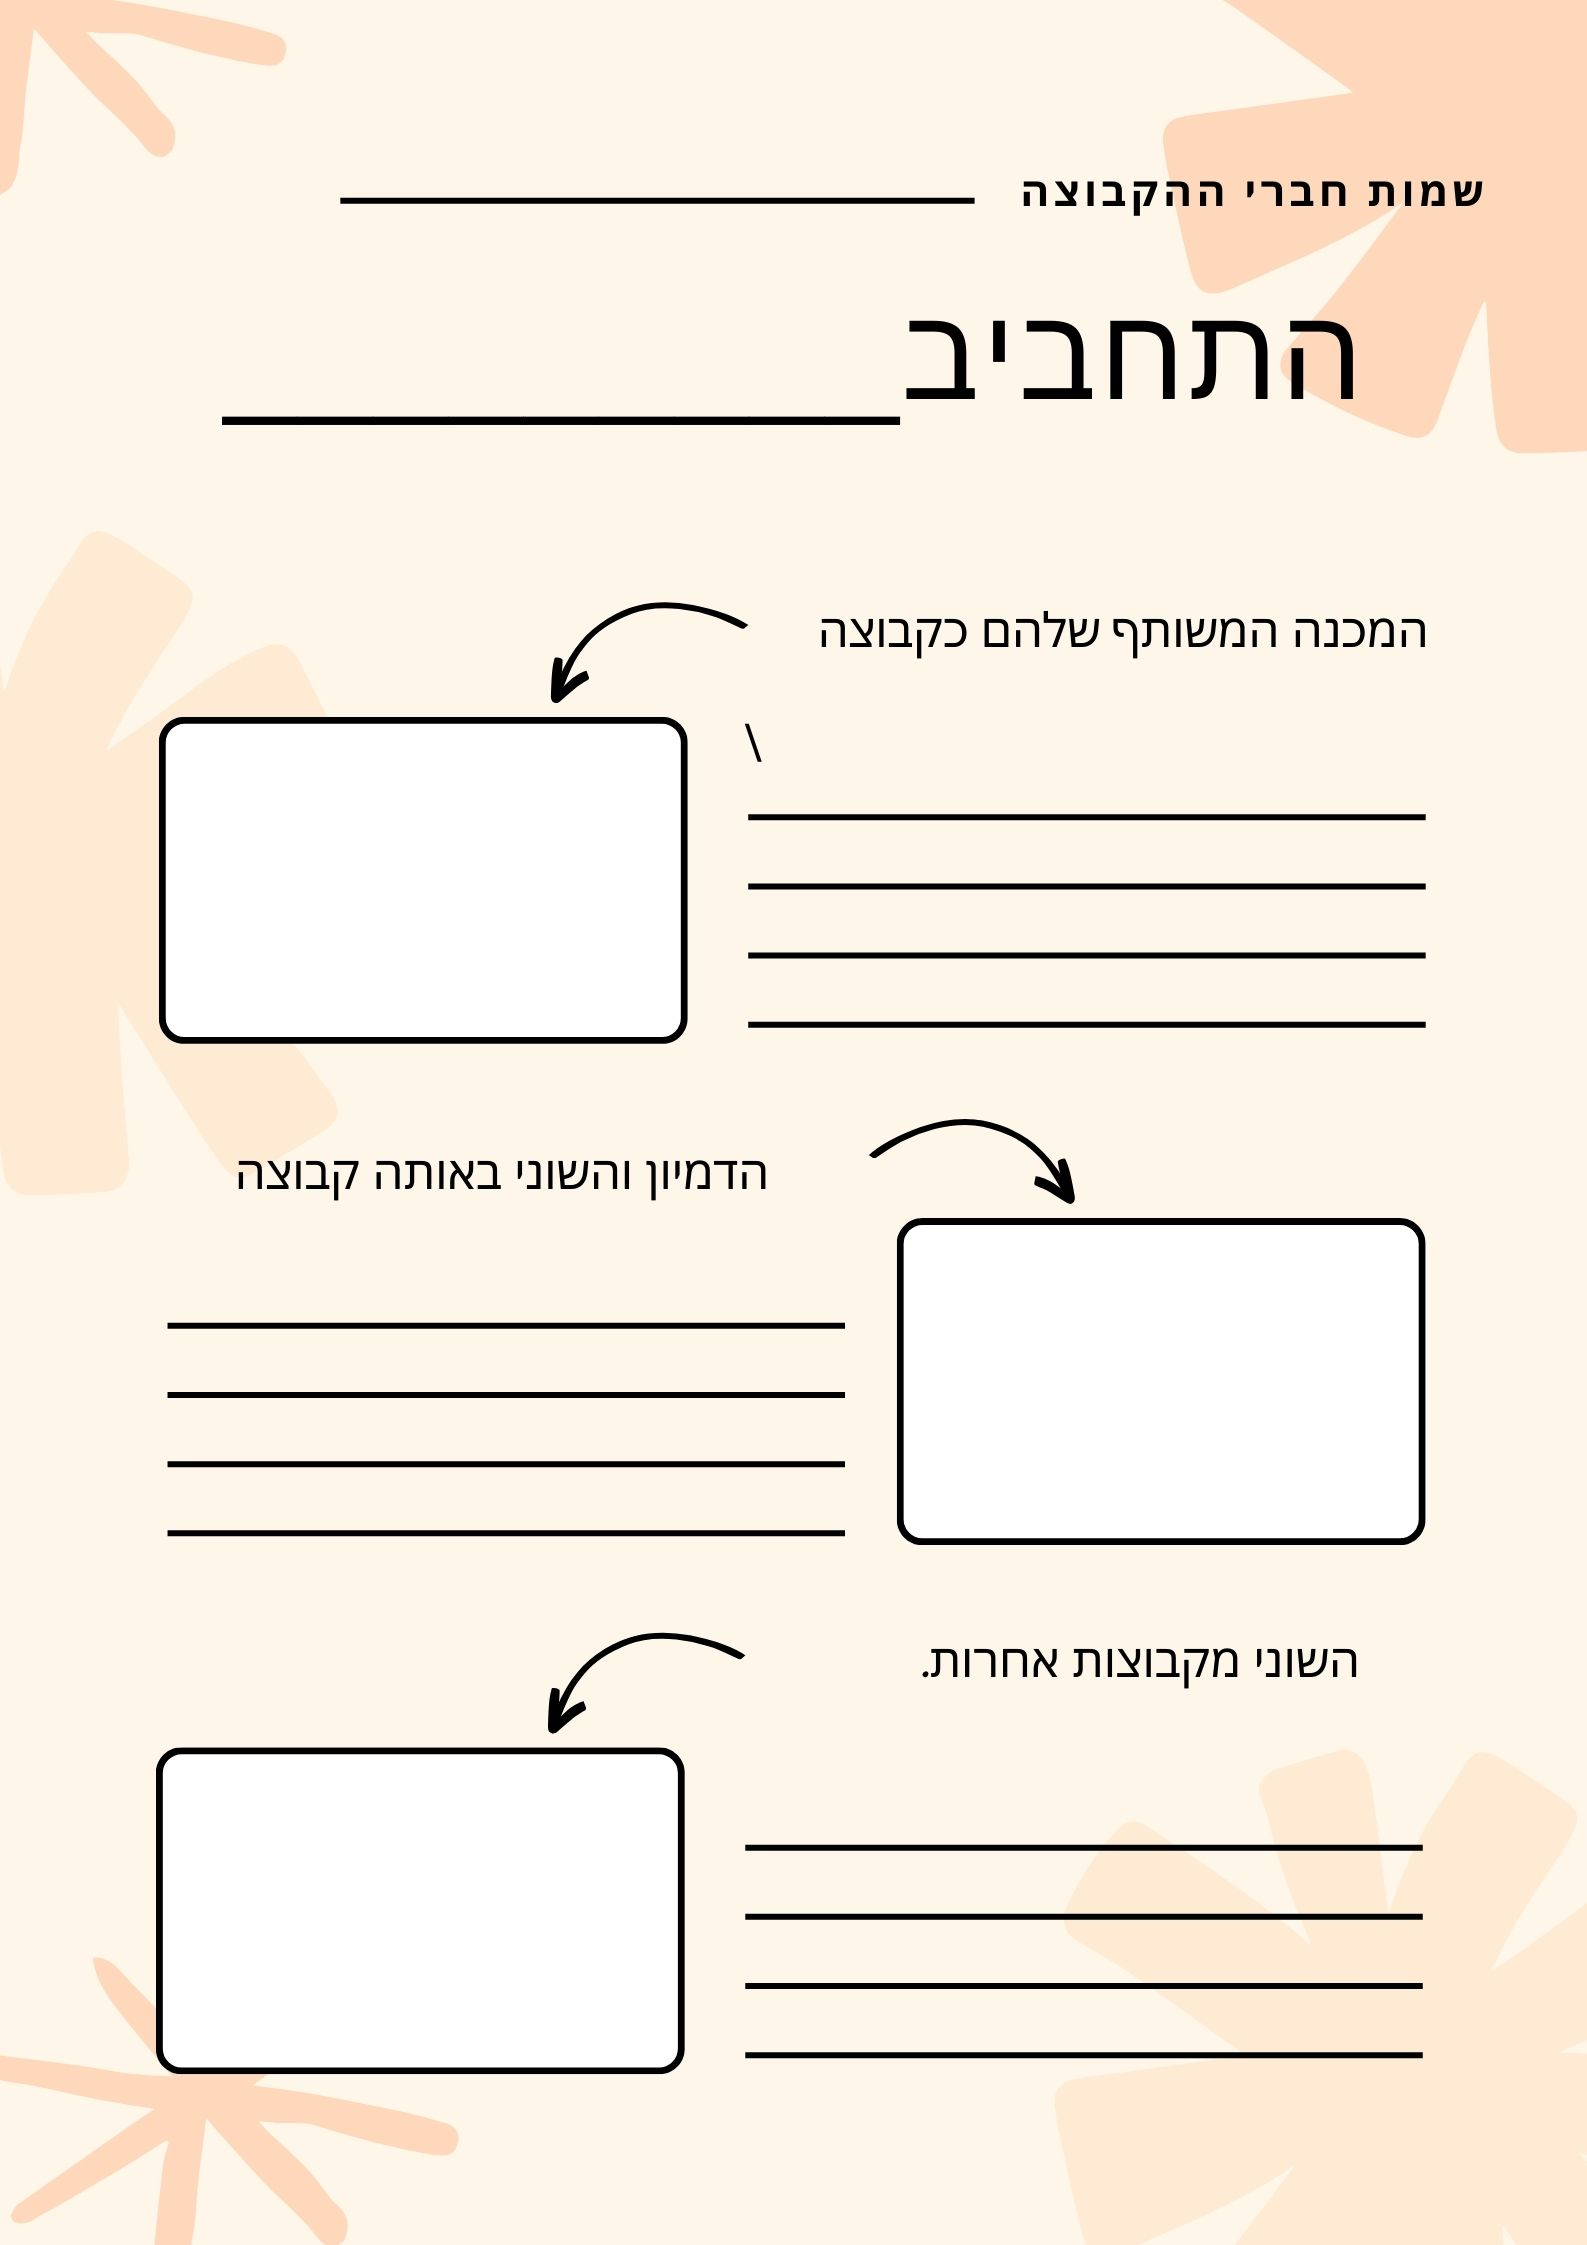 שמות חברי ההקבוצה
התחביב
המכנה המשותף שלהם כקבוצה
\
הדמיון והשוני באותה קבוצה
השוני מקבוצות אחרות.